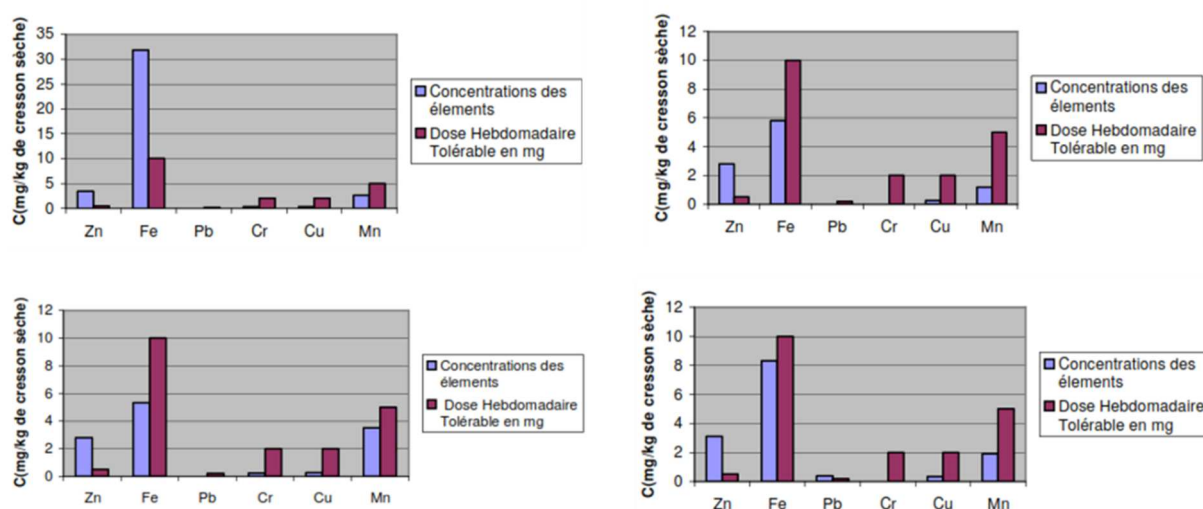 C(mg/kg de cresson sèche)
35
30
25
20
15
10
5
0
Zn Fe Pb Cr Cu Mn
Concentrations des
élements
Dose Hebdomadaire
Tolérable en mg
C(mg/kg de cresson sèche)
12
10
8
6
4
2
0
Zn Fe Pb Cr Cu Mn
Concentrations des
élements
Dose Hebdomadaire
Tolérable en mg
C(mg/kg de cresson sèche)
12
10
8
6
4
2
0
Zn Fe Pb Cr Cu Mn
Concentrations des
élements
Dose Hebdomadaire
Tolérable en mg
C(mg/kg de cresson sèche)
12
10
8
6
4
2
0
Zn Fe Pb Cr Cu Mn
Concentrations des
élements
Dose Hebdomadaire
Tolérable en mg